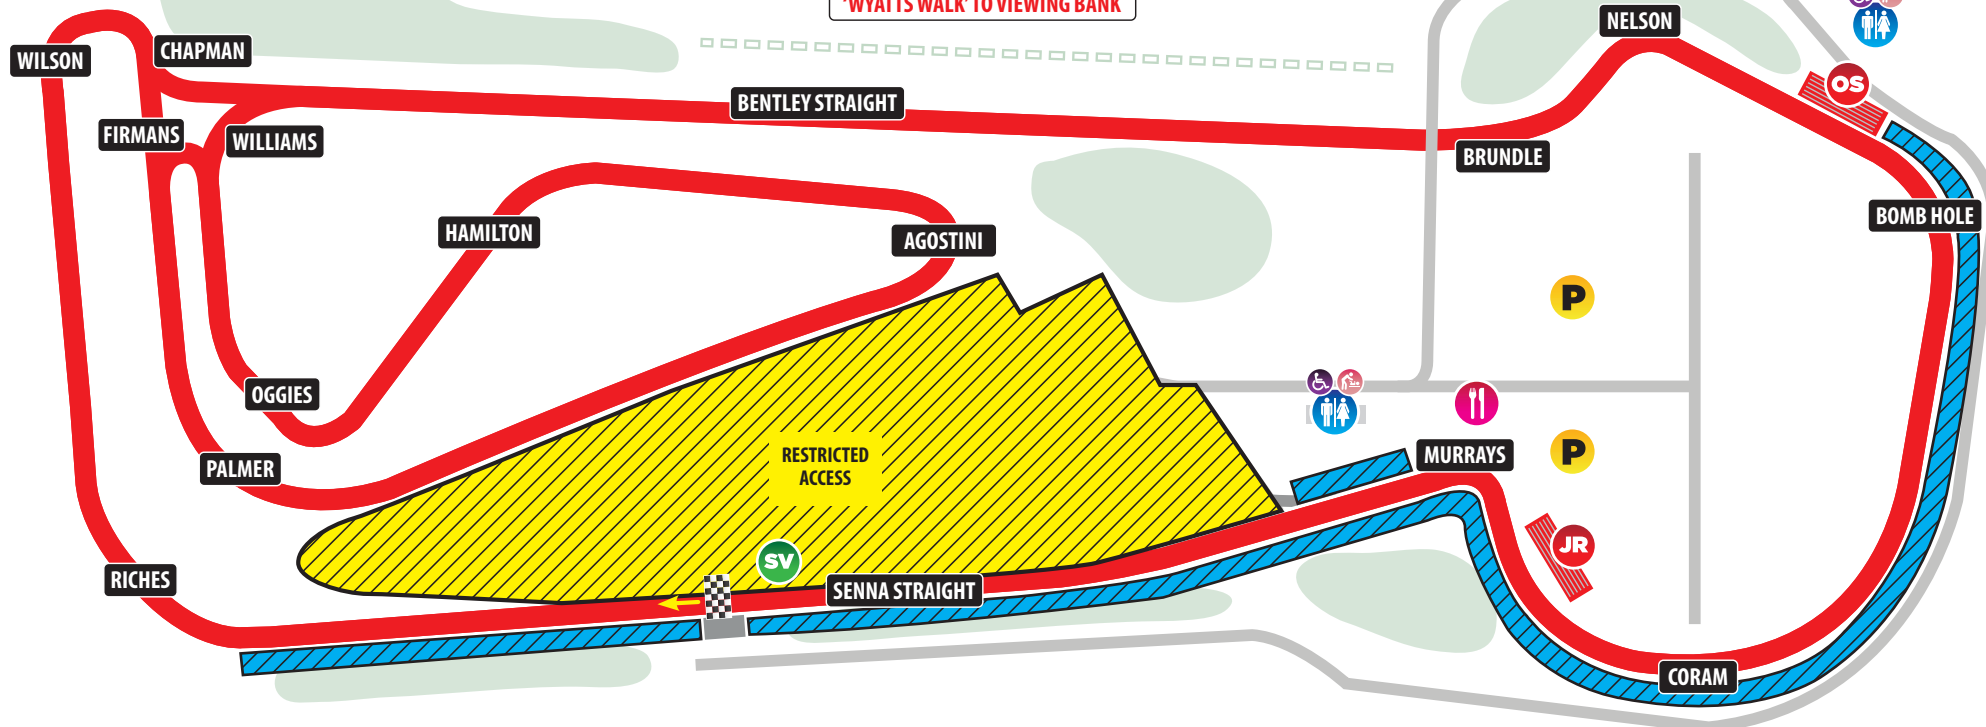 'WYATTS WALK' TO VIEWING BANK
NELSON
WILSON
CHAPMAN
OS
BENTLEY STRAIGHT
FIRMANS
WILLIAMS
BRUNDLE
BOMB HOLE
HAMILTON
AGOSTINI
P
OGGIES
MURRAYS
P
PALMER
RESTRICTED
ACCESS
JR
SV
RICHES
SENNA STRAIGHT
CORAM